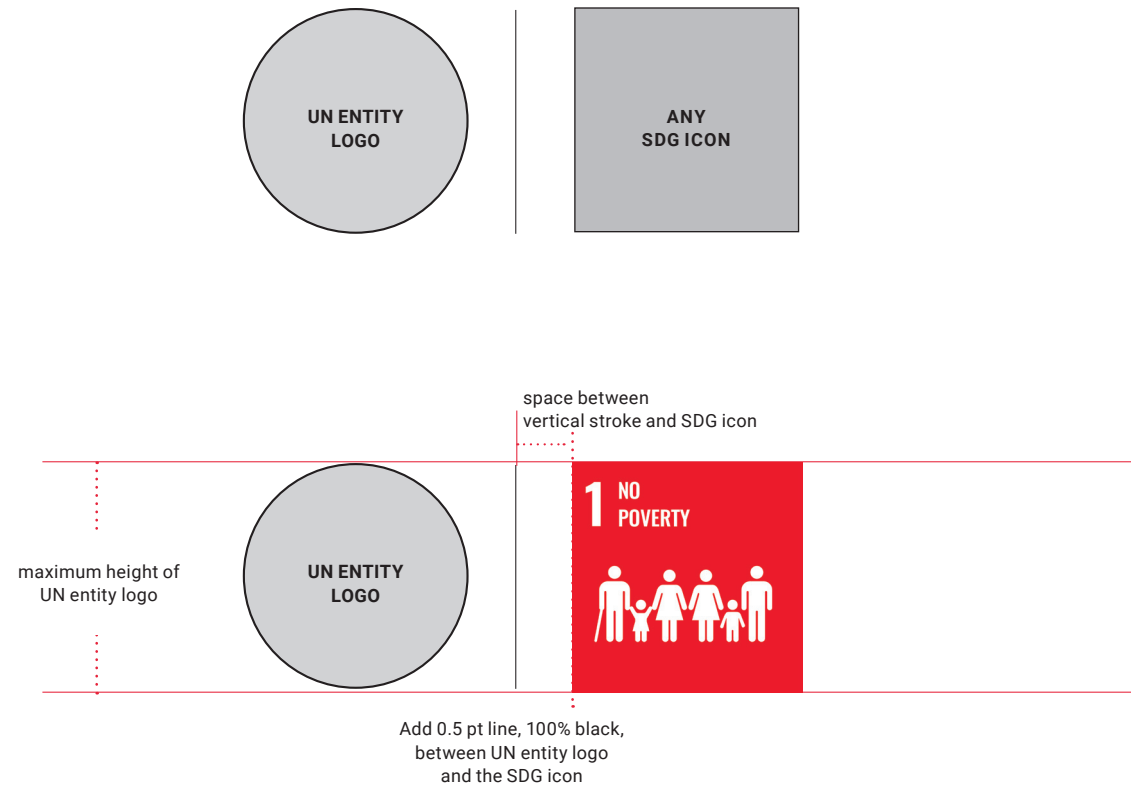 UN ENTITY
LOGO
ANY
SDG ICON
space between
vertical stroke and SDG icon
1 NO
POVERTY
maximum height of
UN entity logo
UN ENTITY
LOGO
Add 0.5 pt line, 100% black,
between UN entity logo
and the SDG icon